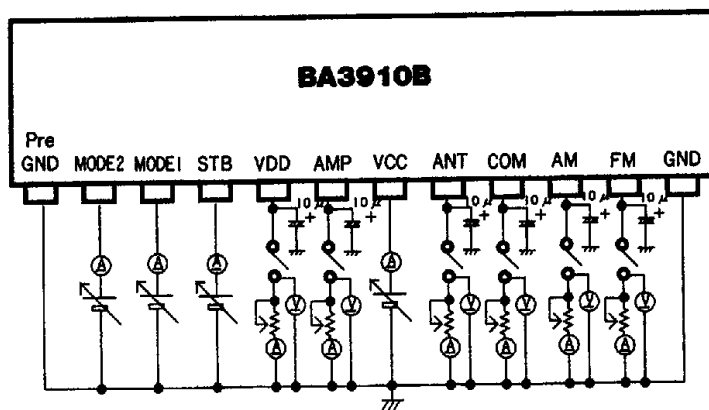 BA3910B
Pre
GND MODE2 MODE1 STB VDD AMP VCC ANT COM AM FM GND
10μ 10μ 10μ 10μ 10μ 10μ
+ + + + + +
A A A A
V V V V V V
A A A A A A